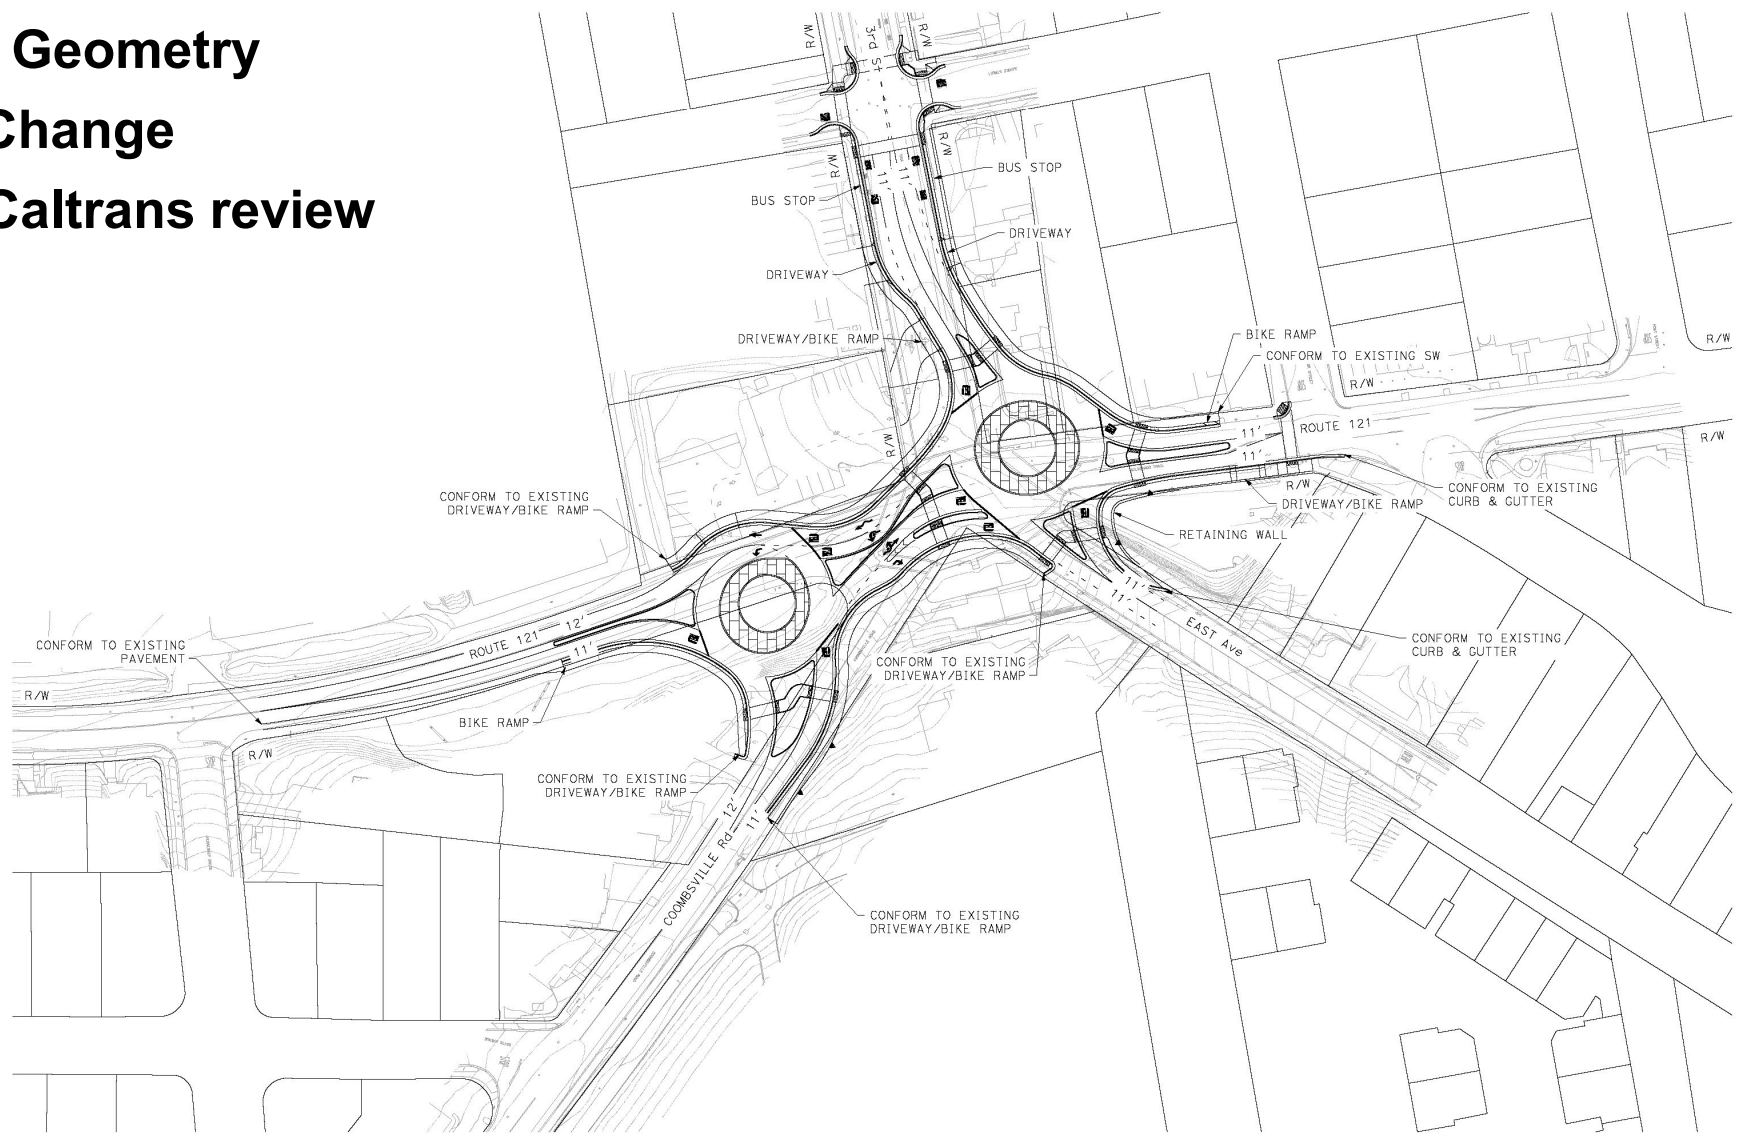 Geometry
Change
Caltrans review
R/W
3rd St
R/W
R/W
R/W
11'
11'
BUS STOP
BUS STOP
DRIVEWAY
DRIVEWAY
DRIVEWAY/BIKE RAMP
BIKE RAMP
CONFORM TO EXISTING SW
R/W
R/W
R/W
ROUTE 121
11'
11'
R/W
R/W
CONFORM TO EXISTING
CURB & GUTTER
DRIVEWAY/BIKE RAMP
RETAINING WALL
CONFORM TO EXISTING
DRIVEWAY/BIKE RAMP
11'
11'
EAST Ave
CONFORM TO EXISTING
CURB & GUTTER
CONFORM TO EXISTING
DRIVEWAY/BIKE RAMP
CONFORM TO EXISTING
PAVEMENT
ROUTE 121
12'
11'
R/W
BIKE RAMP
R/W
CONFORM TO EXISTING
DRIVEWAY/BIKE RAMP
12'
11'
COOMBSVILLE Rd
CONFORM TO EXISTING
DRIVEWAY/BIKE RAMP